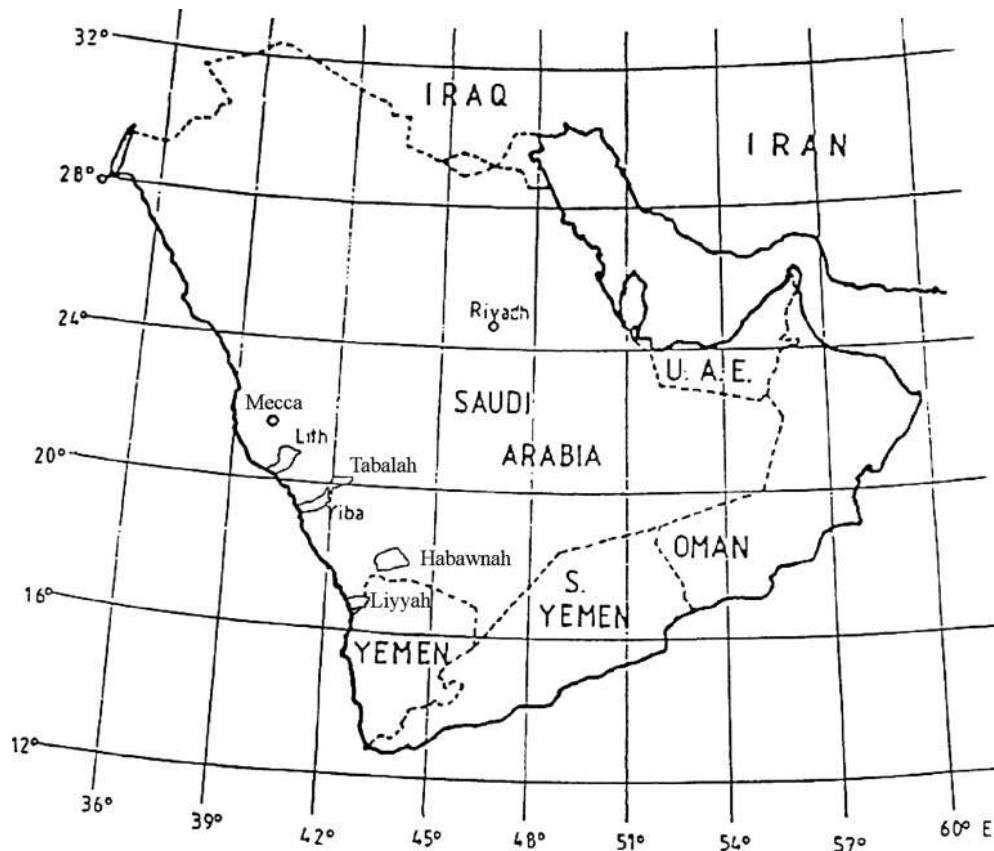 32°
IRAQ
IRAN
28°
Riyadh
24°
U. A. E.
SAUDI
Mecca
Lith
ARABIA
20°
Tabalah
Yiba
OMAN
Habawnah
S.
16°
Liyyah
YEMEN
YEMEN
12°
36°
39°
42°
45°
48°
51°
54°
57°
60° E